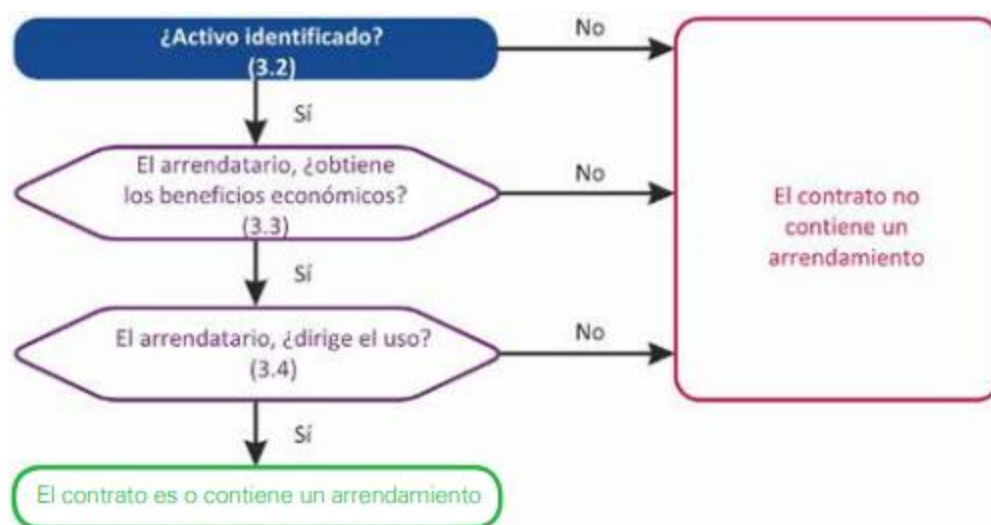 ¿Activo identificado?
(3.2)
No
Sí
El arrendatario, ¿obtiene
los beneficios económicos?
(3.3)
No
El contrato no
contiene un
arrendamiento
Sí
El arrendatario, ¿dirige el uso?
(3.4)
No
Sí
El contrato es o contiene un arrendamiento